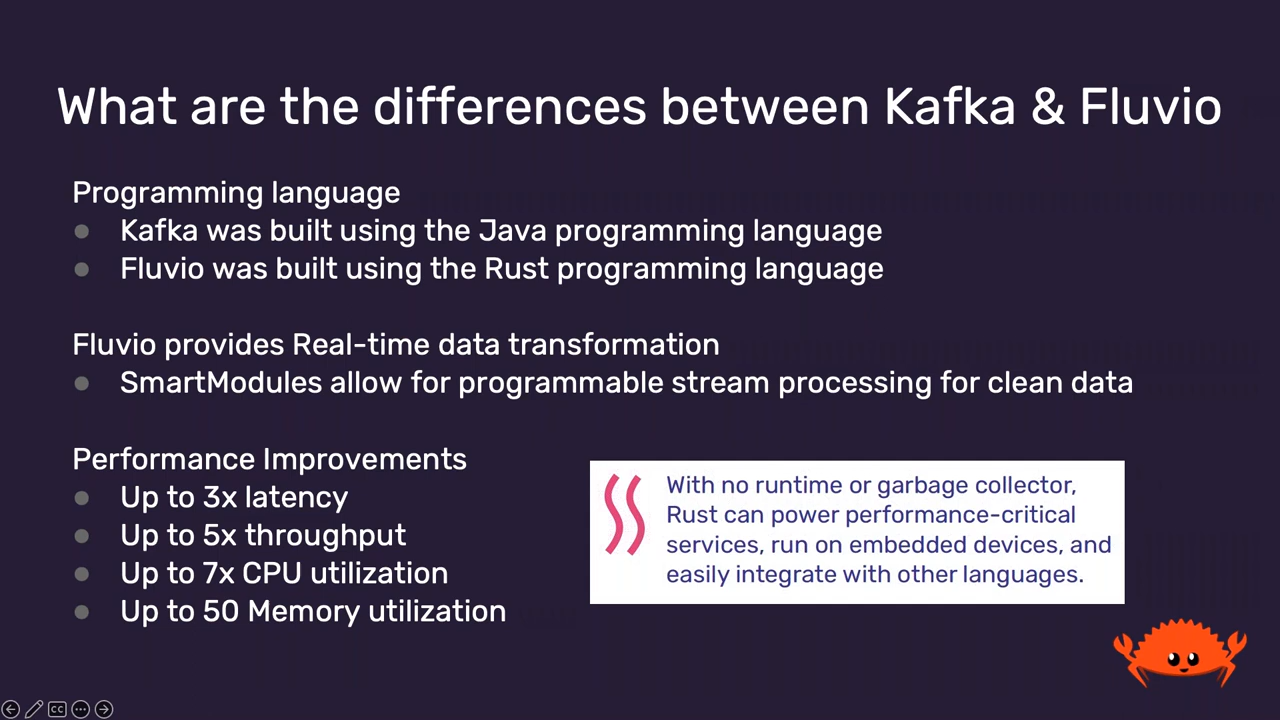 What are the differences between Kafka & Fluvio
Programming language
● Kafka was built using the Java programming language
● Fluvio was built using the Rust programming language
Fluvio provides Real-time data transformation
● SmartModules allow for programmable stream processing for clean data
Performance Improvements
● Up to 3x latency
● Up to 5x throughput
● Up to 7x CPU utilization
● Up to 50 Memory utilization
With no runtime or garbage collector,
Rust can power performance-critical
services, run on embedded devices, and
easily integrate with other languages.
CC